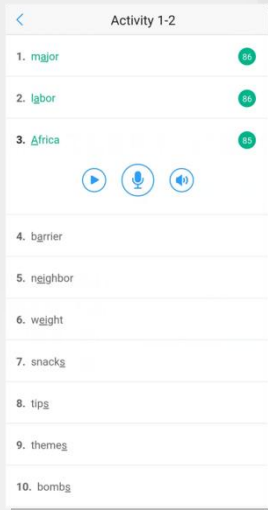 Activity 1-2
1. major 86
2. labor 86
3. Africa 85
4. barrier
5. neighbor
6. weight
7. snacks
8. tips
9. themes
10. bombs